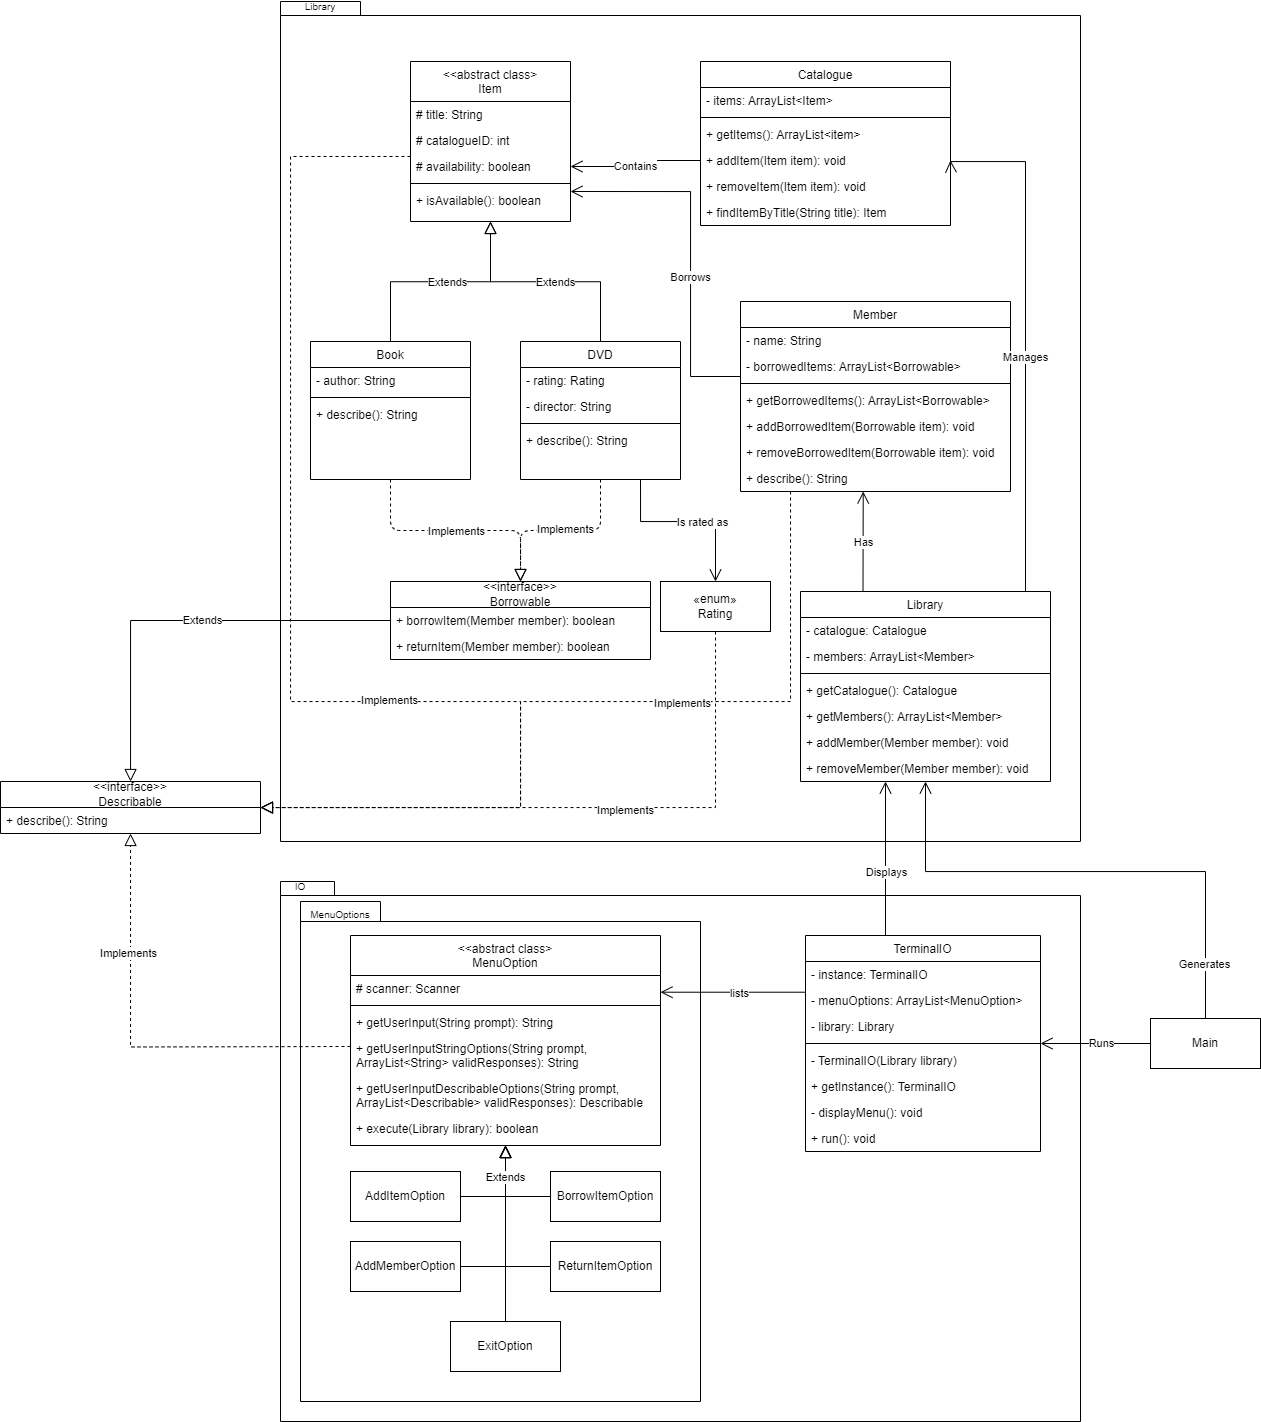 Library
<<abstract class>>
Item
# title: String
# catalogueID: int
# availability: boolean
+ isAvailable(): boolean
Catalogue
- items: ArrayList<Item>
+ getItems(): ArrayList<item>
+ addItem(Item item): void
+ removeItem(Item item): void
+ findItemByTitle(String title): Item
Contains
Borrows
Extends
Extends
Member
- name: String
- borrowedItems: ArrayList<Borrowable>
+ getBorrowedItems(): ArrayList<Borrowable>
+ addBorrowedItem(Borrowable item): void
+ removeBorrowedItem(Borrowable item): void
+ describe(): String
Manages
Book
- author: String
+ describe(): String
DVD
- rating: Rating
- director: String
+ describe(): String
Implements
Implements
Is rated as
Has
<<interface>>
Borrowable
+ borrowItem(Member member): boolean
+ returnItem(Member member): boolean
«enum»
Rating
Library
- catalogue: Catalogue
- members: ArrayList<Member>
+ getCatalogue(): Catalogue
+ getMembers(): ArrayList<Member>
+ addMember(Member member): void
+ removeMember(Member member): void
Extends
Implements
Implements
<<interface>>
Describable
+ describe(): String
Implements
Displays
IO
MenuOptions
<<abstract class>>
MenuOption
# scanner: Scanner
+ getUserInput(String prompt): String
+ getUserInputStringOptions(String prompt,
ArrayList<String> validResponses): String
+ getUserInputDescribableOptions(String prompt,
ArrayList<Describable> validResponses): Describable
+ execute(Library library): boolean
Implements
lists
TerminalIO
- instance: TerminalIO
- menuOptions: ArrayList<MenuOption>
- library: Library
- TerminalIO(Library library)
+ getInstance(): TerminalIO
- displayMenu(): void
+ run(): void
Generates
Runs
Main
Extends
AddItemOption
BorrowItemOption
AddMemberOption
ReturnItemOption
ExitOption